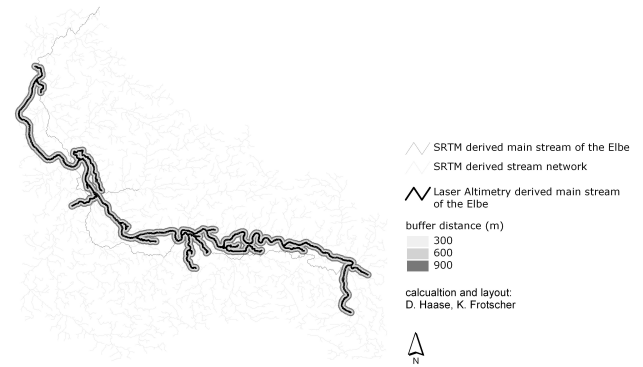 SRTM derived main stream of the Elbe
SRTM derived stream network
Laser Altimetry derived main stream
of the Elbe
buffer distance (m)
300
600
900
calcualtion and layout:
D. Haase, K. Frotscher
N